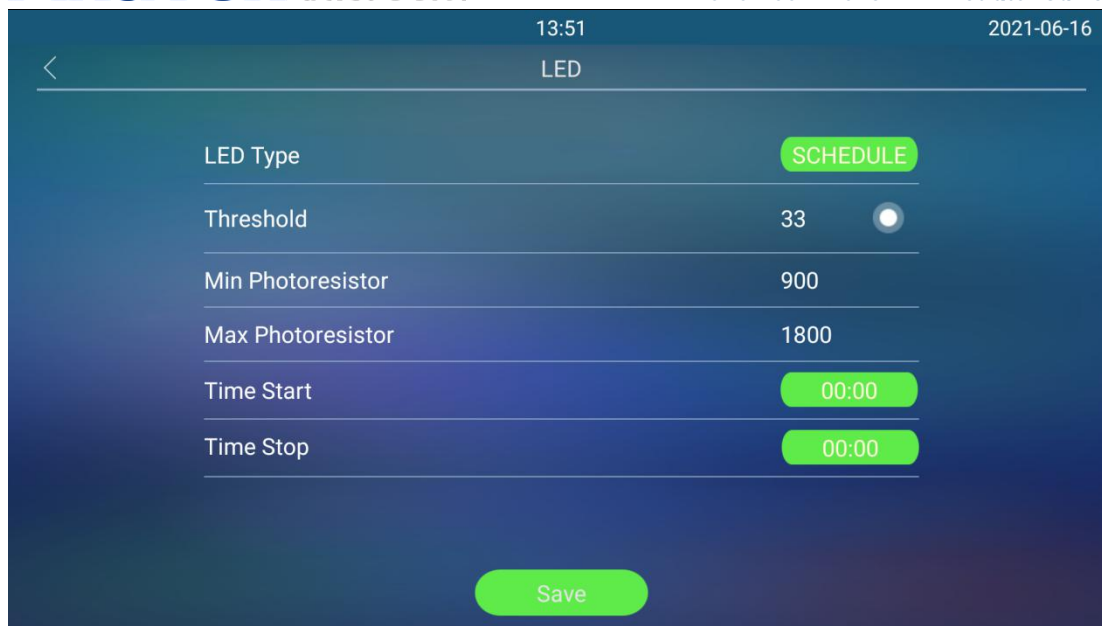 13:51 2021-06-16
LED
LED Type SCHEDULE
Threshold 33
Min Photoresistor 900
Max Photoresistor 1800
Time Start 00:00
Time Stop 00:00
Save